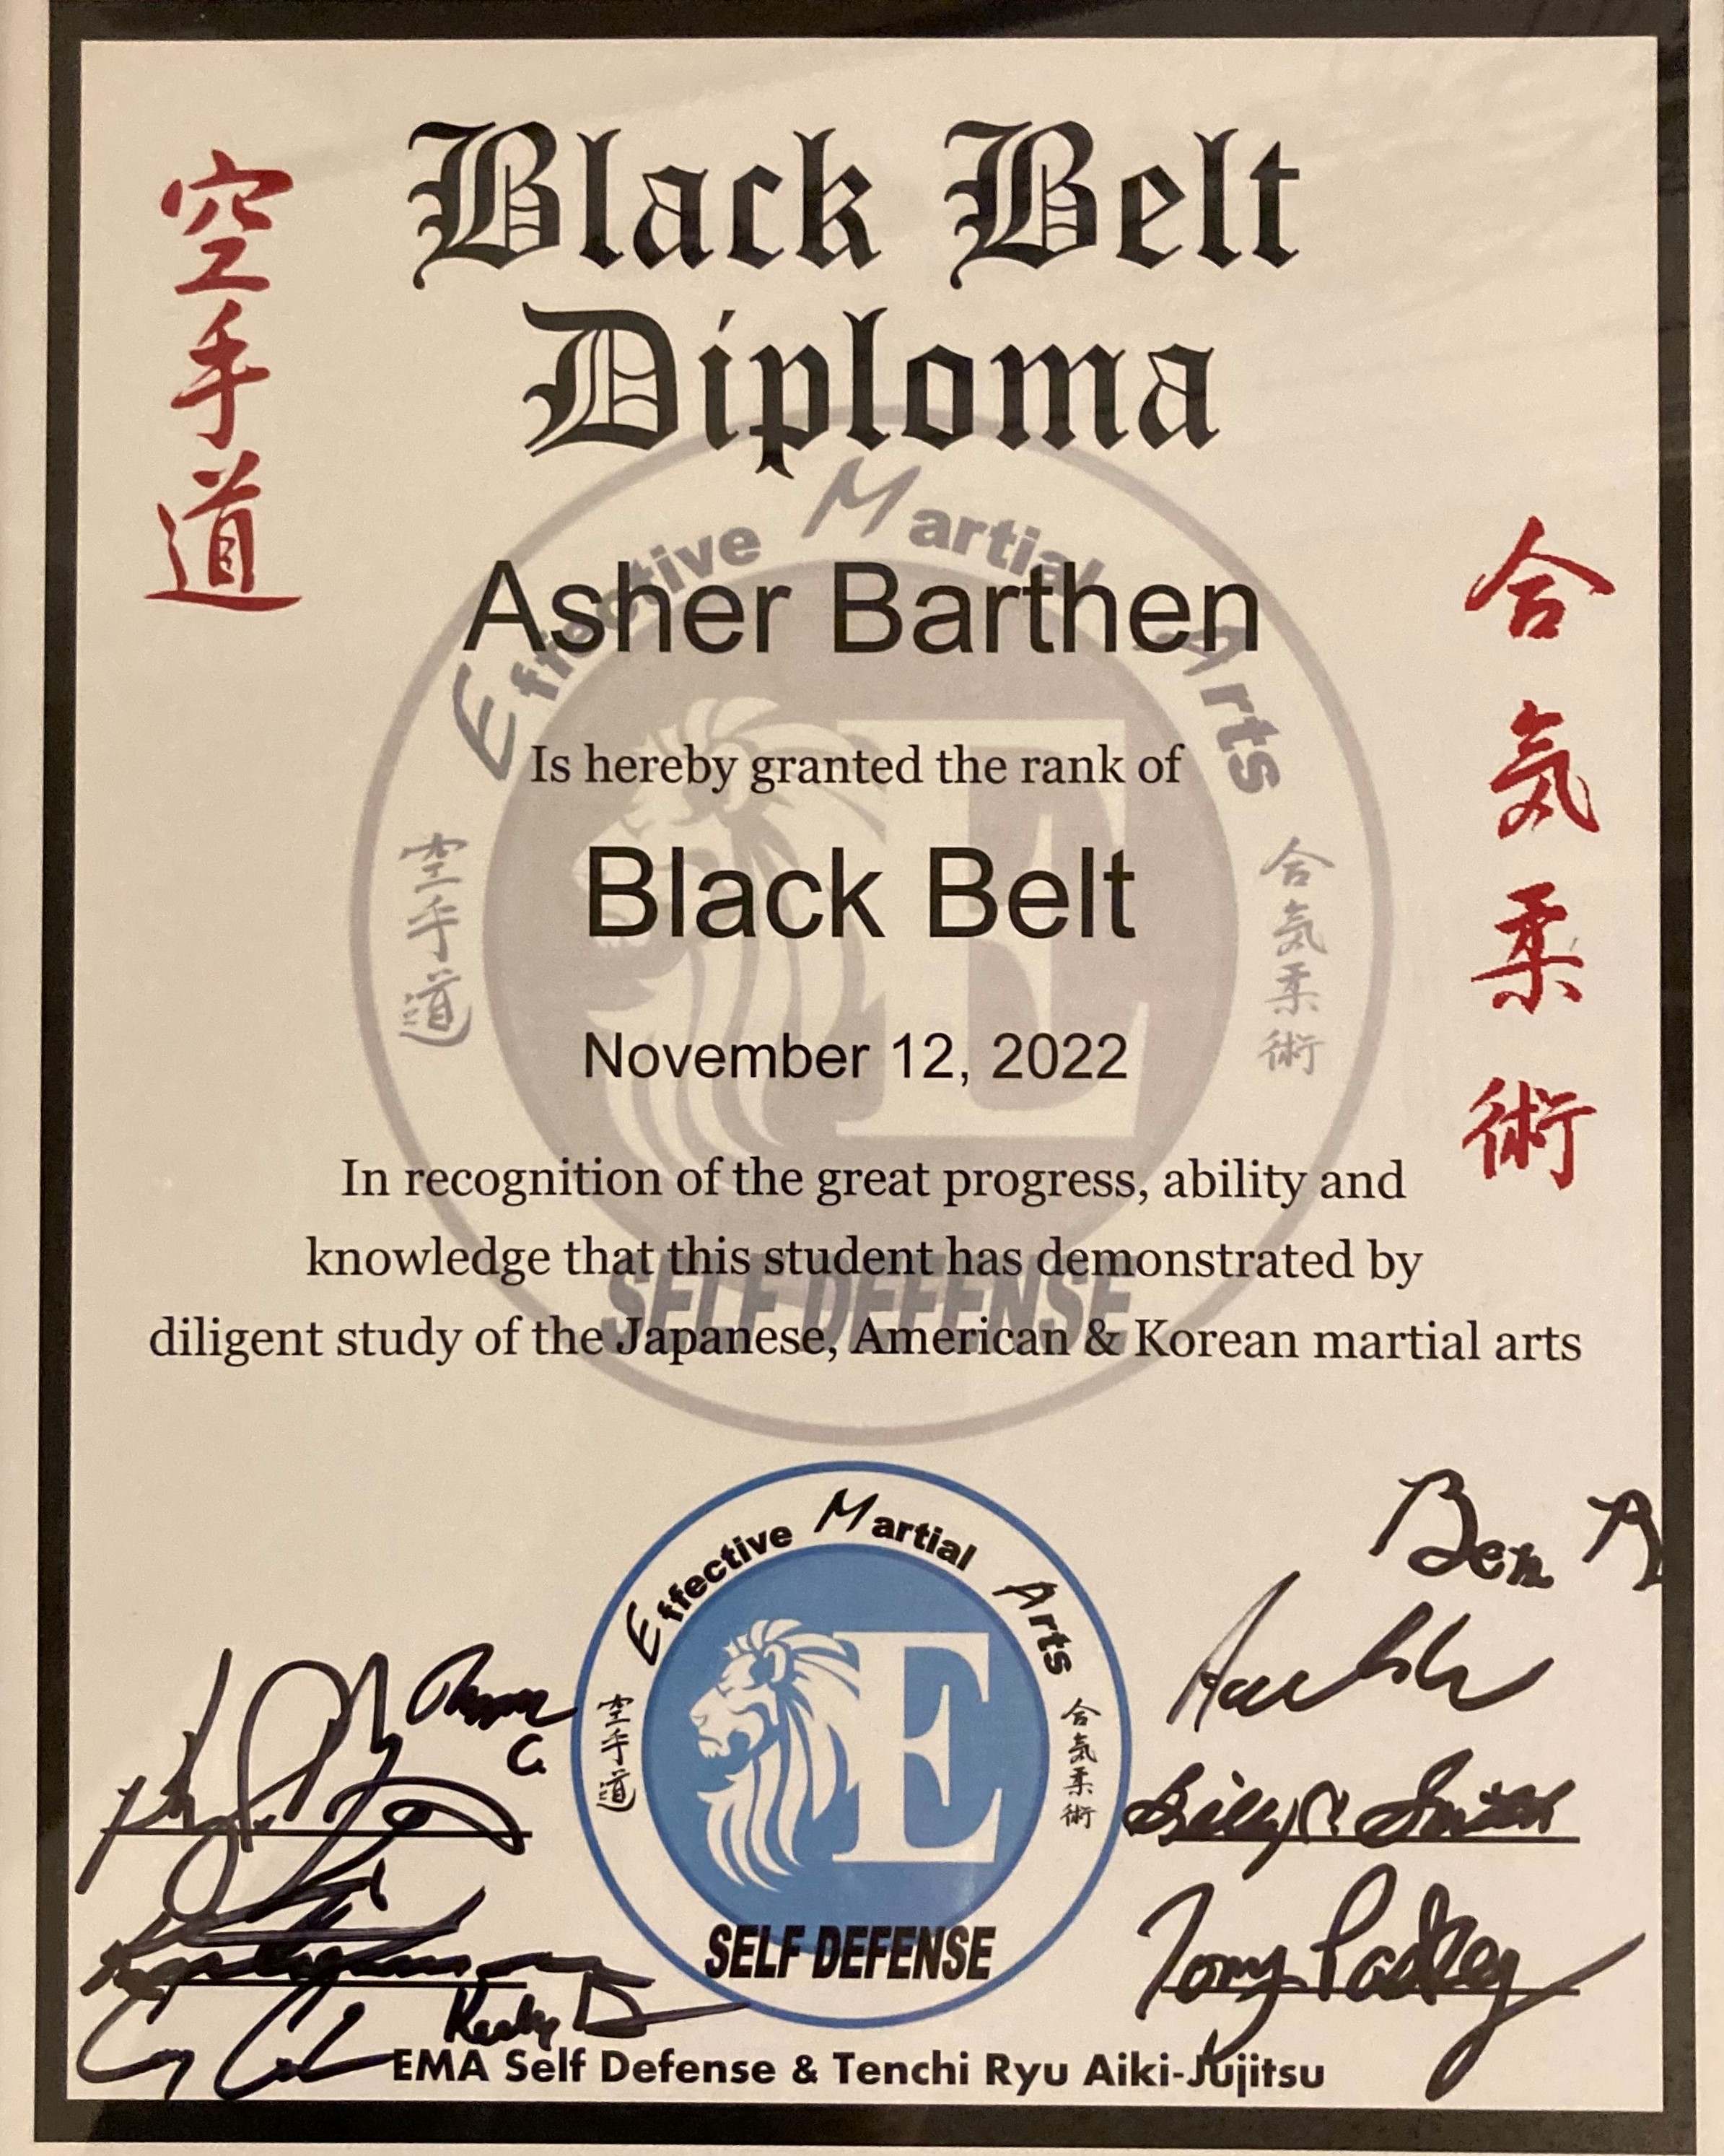 Black Belt
Diploma
空手道
合気柔術
Effective Martial Arts
Asher Barthen
Is hereby granted the rank of
空手道
合気柔術
Black Belt
November 12, 2022
In recognition of the great progress, ability and
knowledge that this student has demonstrated by
SELF DEFENSE
diligent study of the Japanese, American & Korean martial arts
Ben
Effective Martial Arts
空手道
合気柔術
Billy Smith
SELF DEFENSE
Tony
EMA Self Defense & Tenchi Ryu Aiki-Jujitsu